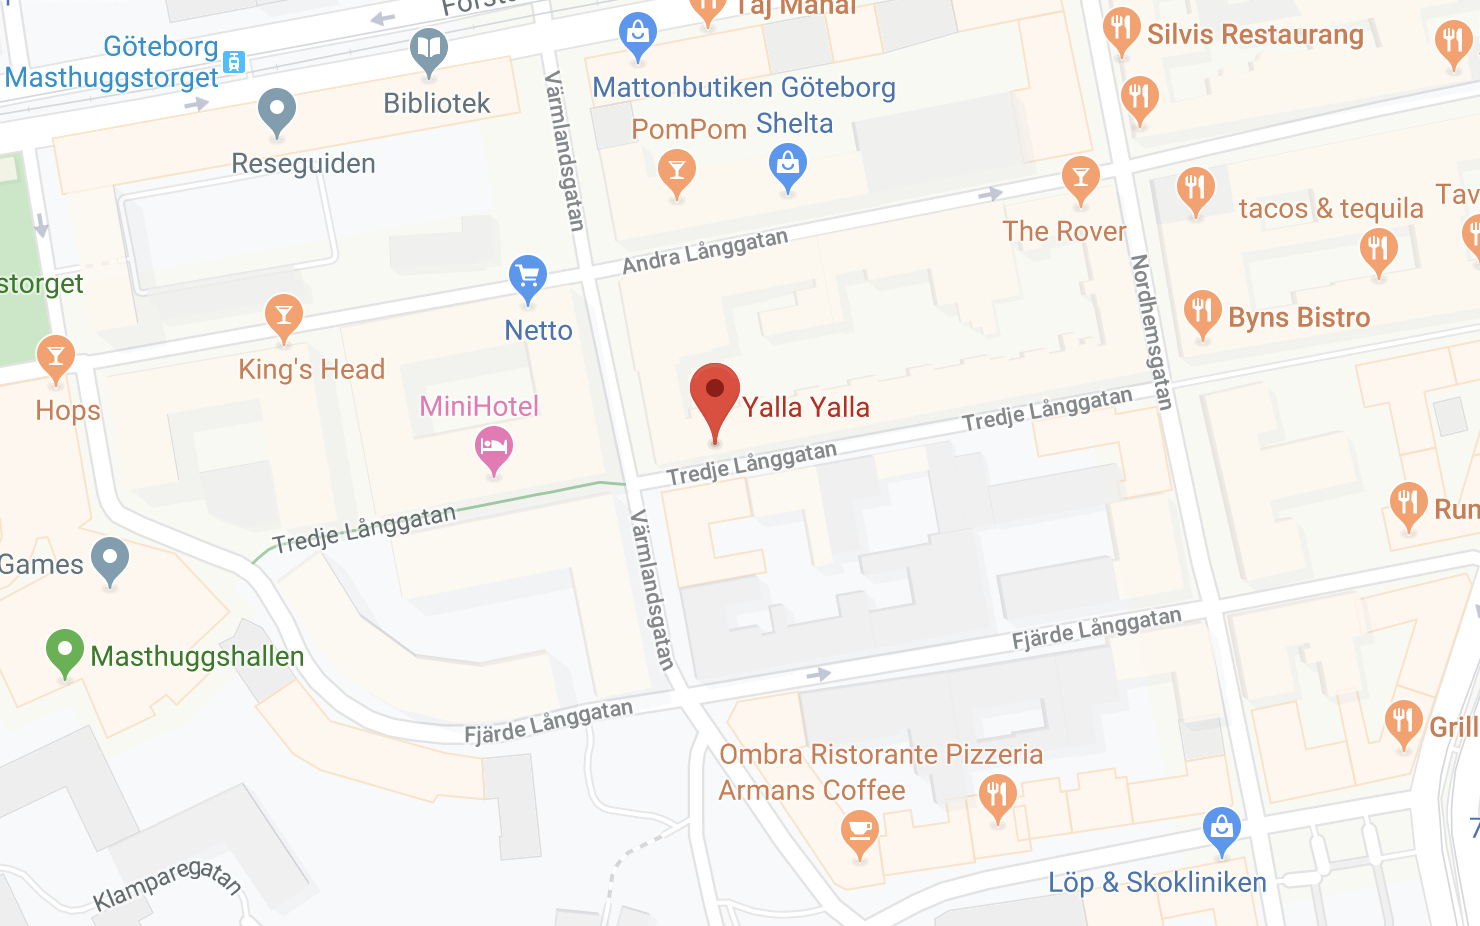 Taj Mahal
Silvis Restaurang
Göteborg
Masthuggstorget
Bibliotek
Mattonbutiken Göteborg
Shelta
PomPom
Reseguiden
Värmlandsgatan
tacos & tequila
The Rover
Andra Långgatan
Nordhemsgatan
Netto
Byns Bistro
King's Head
Hops
MiniHotel
Yalla Yalla
Tredje Långgatan
Tredje Långgatan
Tredje Långgatan
Värmlandsgatan
Games
Masthuggshallen
Fjärde Långgatan
Fjärde Långgatan
Ombra Ristorante Pizzeria
Armans Coffee
Grill
Klamparegatan
Löp & Skokliniken